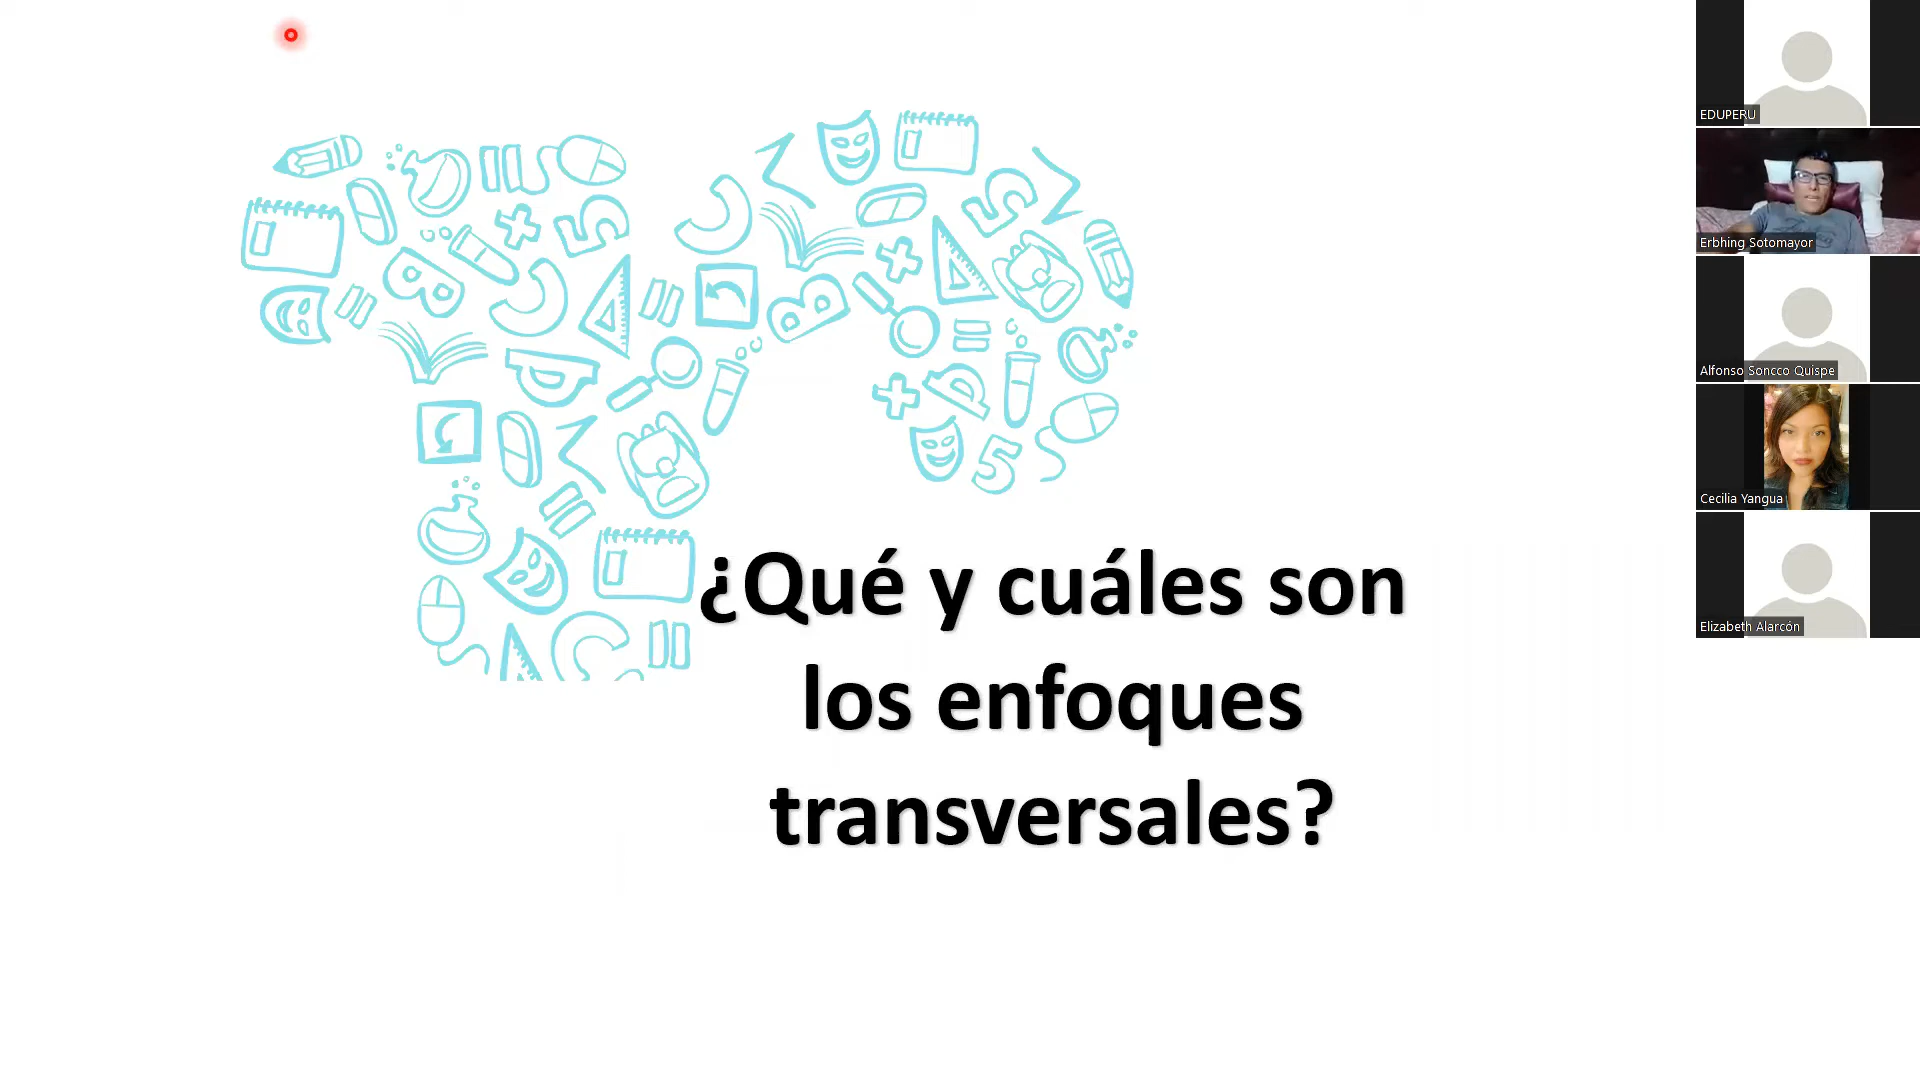 ¿Qué y cuáles son
los enfoques
transversales?
EDUPERU
Erbhing Sotomayor
Alfonso Soncco Quispe
Cecilia Yangua
Elizabeth Alarcón